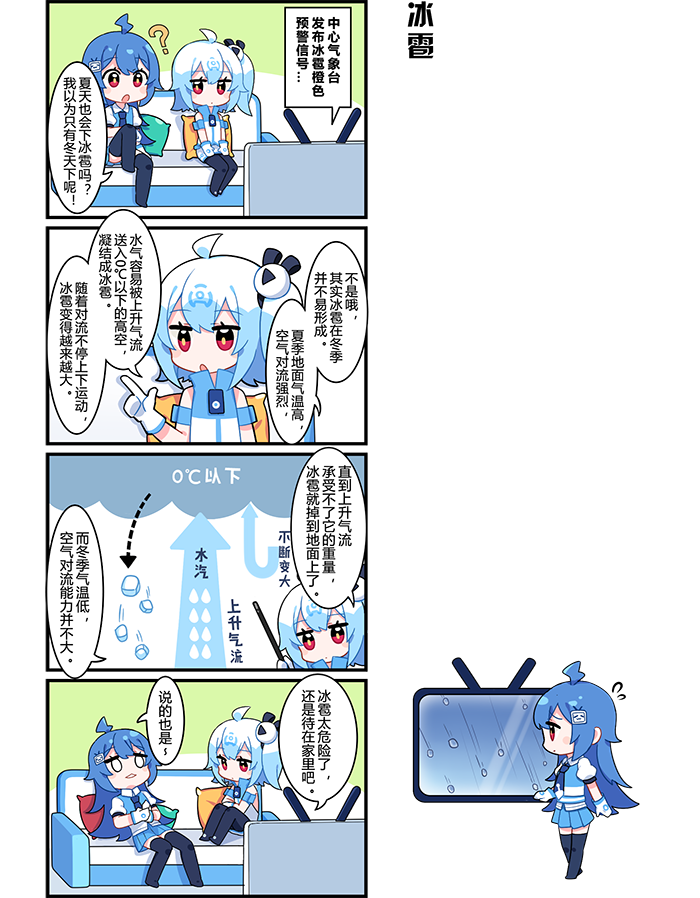 冰雹
中心气象台
发布冰雹橙色
预警信号…
?
夏天也会下冰雹吗？
我以为只有冬天下呢！
不是哦，
其实冰雹在冬季
并不易形成。
夏季地面气温高，
空气对流强烈，
水气容易被上升气流
送入0℃以下的高空，
凝结成冰雹。
随着对流不停上下运动，
冰雹变得越来越大。
直到上升气流
承受不了它的重量，
冰雹就掉到地面上了。
0℃以下
不断变大
水汽
上升气流
而冬季气温低，
空气对流能力并不大。
冰雹太危险了，
还是待在家里吧。
说的也是~